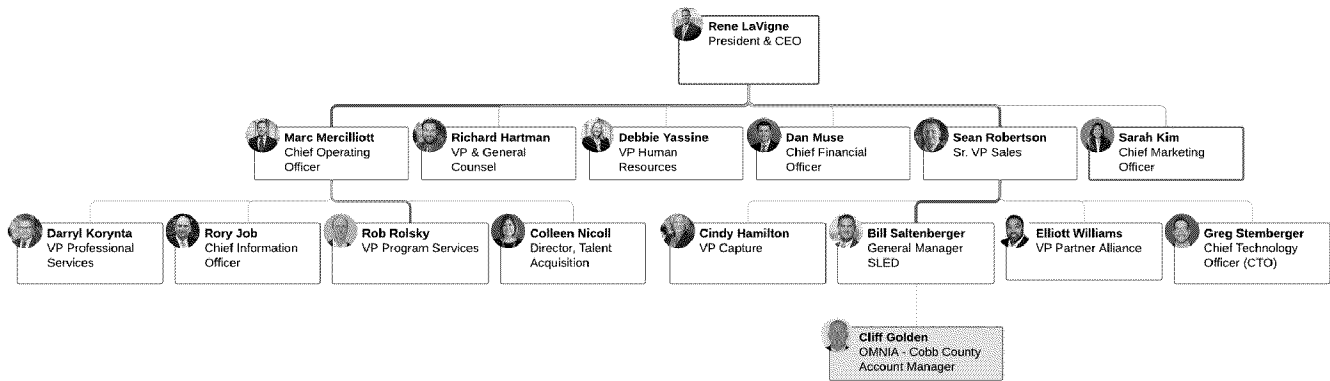 Rene LaVigne
President & CEO
Marc Mercilliott
Chief Operating
Officer
Richard Hartman
VP & General
Counsel
Debbie Yassine
VP Human
Resources
Dan Muse
Chief Financial
Officer
Sean Robertson
Sr. VP Sales
Sarah Kim
Chief Marketing
Officer
Darryl Korynta
VP Professional
Services
Rory Job
Chief Information
Officer
Rob Rolsky
VP Program Services
Colleen Nicoll
Director, Talent
Acquisition
Cindy Hamilton
VP Capture
Bill Saltenberger
General Manager
SLED
Elliott Williams
VP Partner Alliance
Greg Stemberger
Chief Technology
Officer (CTO)
Cliff Golden
OMNIA - Cobb County
Account Manager